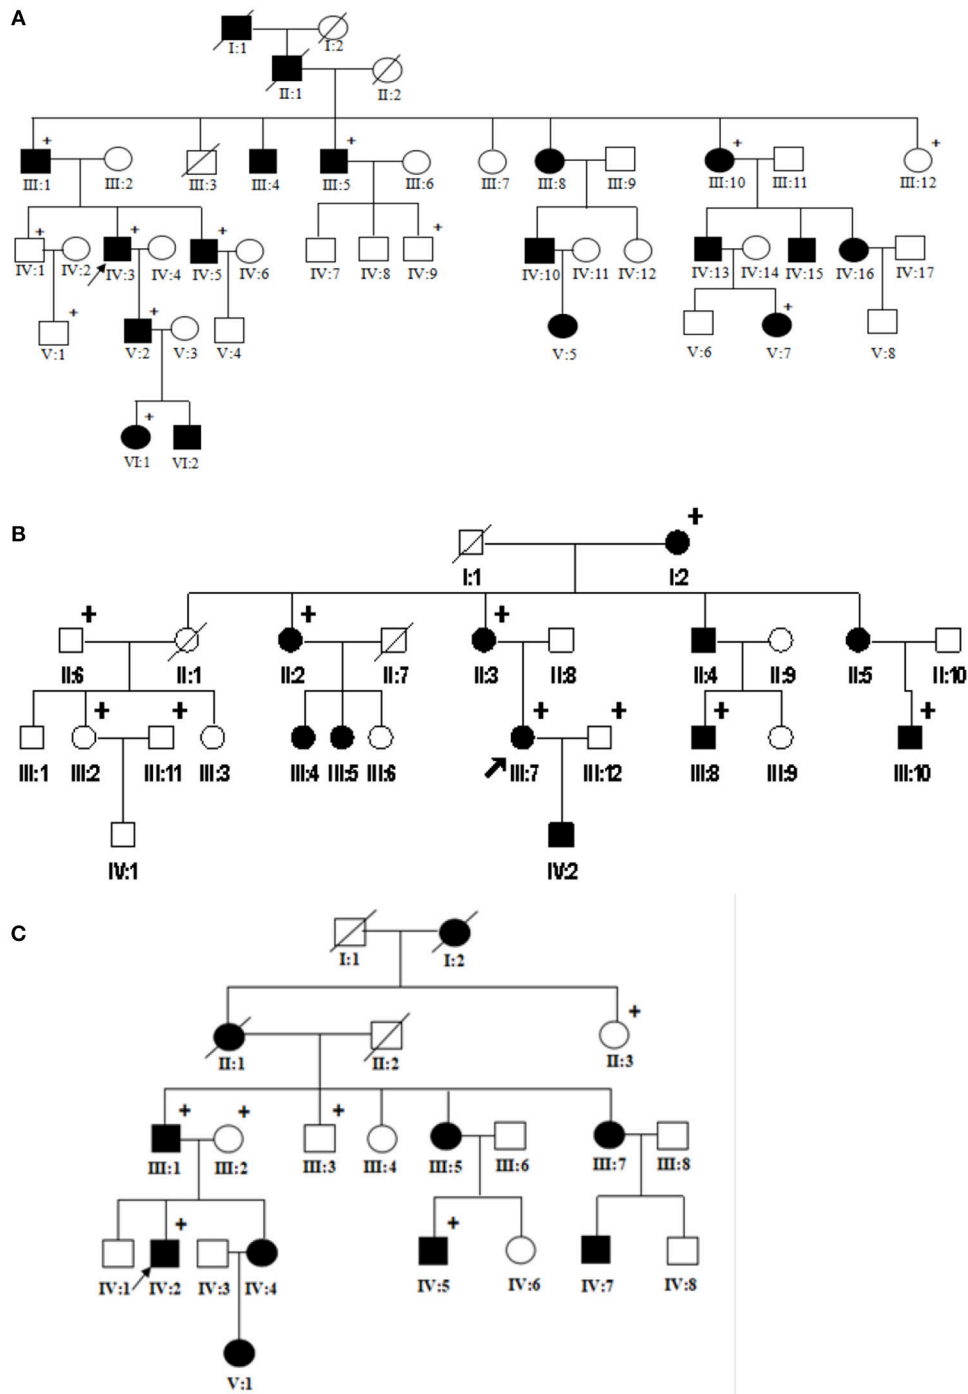 A
I:1 I:2
II:1 II:2
+ + + +
III:1 III:2 III:3 III:4 III:5 III:6 III:7 III:8 III:9 III:10 III:11 III:12
+ + + +
IV:1 IV:2 IV:3 IV:4 IV:5 IV:6 IV:7 IV:8 IV:9 IV:10 IV:11 IV:12 IV:13 IV:14 IV:15 IV:16 IV:17
+ + +
V:1 V:2 V:3 V:4 V:5 V:6 V:7 V:8
+
VI:1 VI:2
B
+
I:1 I:2
+ + +
II:6 II:1 II:2 II:7 II:3 II:8 II:4 II:9 II:5 II:10
+ + + + + +
III:1 III:2 III:11 III:3 III:4 III:5 III:6 III:7 III:12 III:8 III:9 III:10
IV:1 IV:2
C
I:1 I:2
+
II:1 II:2 II:3
+ + +
III:1 III:2 III:3 III:4 III:5 III:6 III:7 III:8
+ +
IV:1 IV:2 IV:3 IV:4 IV:5 IV:6 IV:7 IV:8
V:1